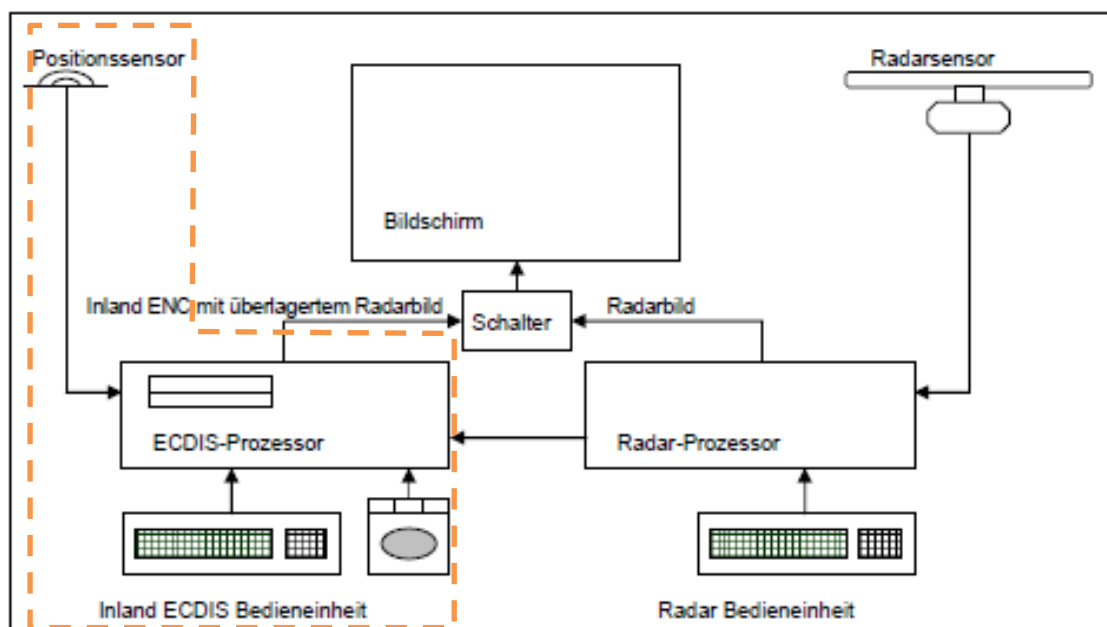 Positionssensor
Radarsensor
Bildschirm
Inland ENC mit überlagertem Radarbild
Schalter
Radarbild
ECDIS-Prozessor
Radar-Prozessor
Inland ECDIS Bedieneinheit
Radar Bedieneinheit